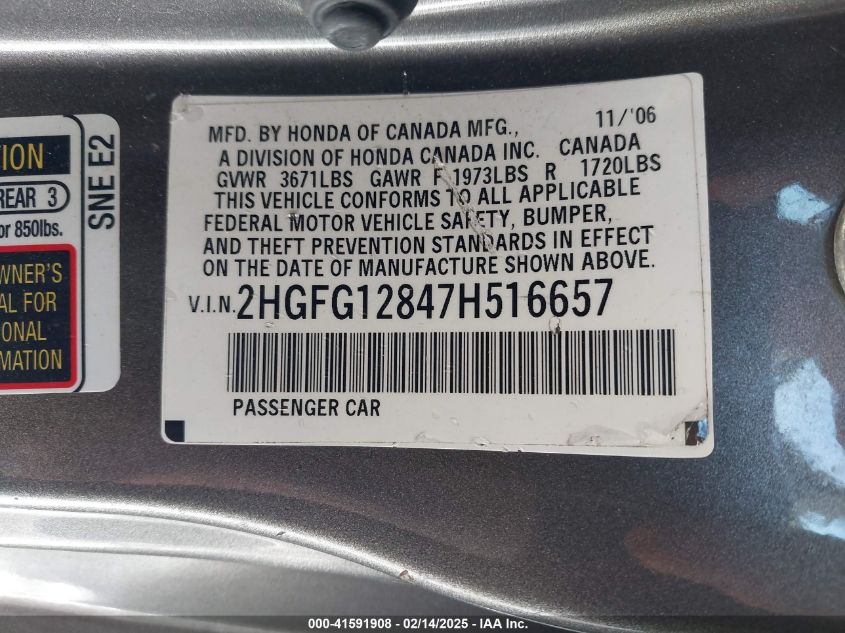 TION
REAR 3
or 850lbs.
OWNER'S
AL FOR
ONAL
MATION
SNE E2
MFD. BY HONDA OF CANADA MFG., 11/'06
A DIVISION OF HONDA CANADA INC. CANADA
GVWR 3671LBS GAWR F 1973LBS R 1720LBS
THIS VEHICLE CONFORMS TO ALL APPLICABLE
FEDERAL MOTOR VEHICLE SAFETY, BUMPER,
AND THEFT PREVENTION STANDARDS IN EFFECT
ON THE DATE OF MANUFACTURE SHOWN ABOVE.
V.I.N. 2HGFG12847H516657
PASSENGER CAR
000-41591908 - 02/14/2025 - IAA Inc.